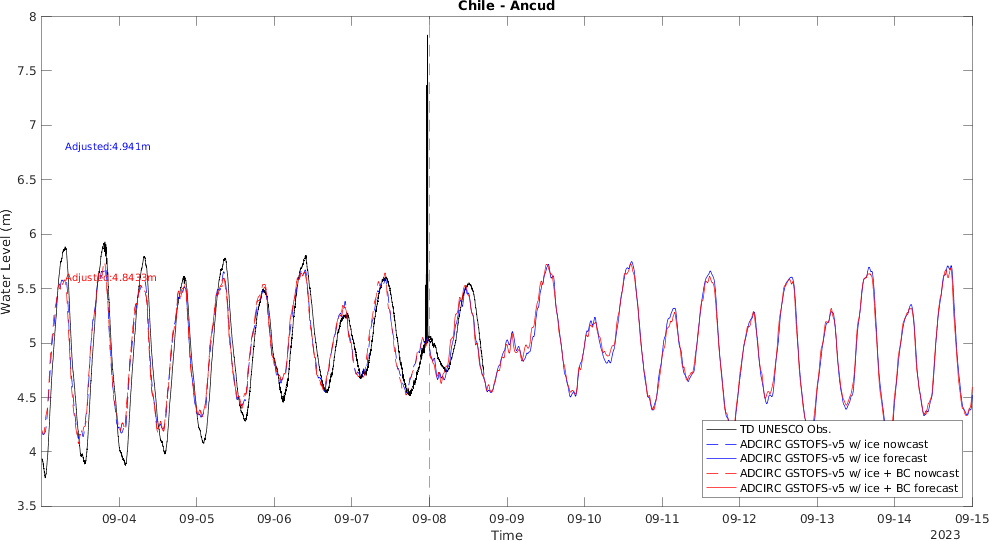 Chile - Ancud
8
7.5
7
6.5
6
5.5
5
4.5
4
3.5
Water Level (m)
Adjusted:4.941m
Adjusted:4.8433m
TD UNESCO Obs.
ADCIRC GSTOFS-v5 w/ ice nowcast
ADCIRC GSTOFS-v5 w/ ice forecast
ADCIRC GSTOFS-v5 w/ ice + BC nowcast
ADCIRC GSTOFS-v5 w/ ice + BC forecast
09-04 09-05 09-06 09-07 09-08 09-09 09-10 09-11 09-12 09-13 09-14 09-15
Time
2023